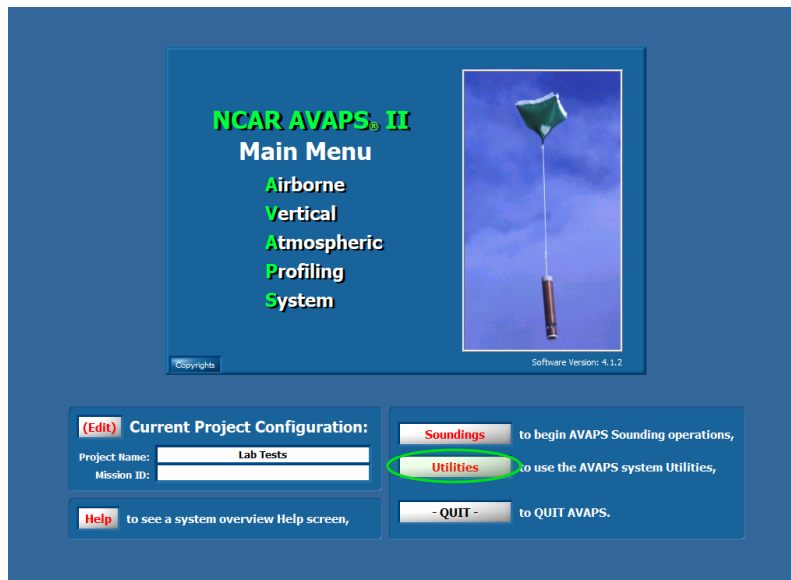 NCAR AVAPS® II
Main Menu
Airborne
Vertical
Atmospheric
Profiling
System
Copyrights
Software Version: 4.1.2
(Edit) Current Project Configuration:
Project Name: Lab Tests
Mission ID:
Help to see a system overview Help screen,
Soundings to begin AVAPS Sounding operations,
Utilities to use the AVAPS system Utilities,
- QUIT - to QUIT AVAPS.